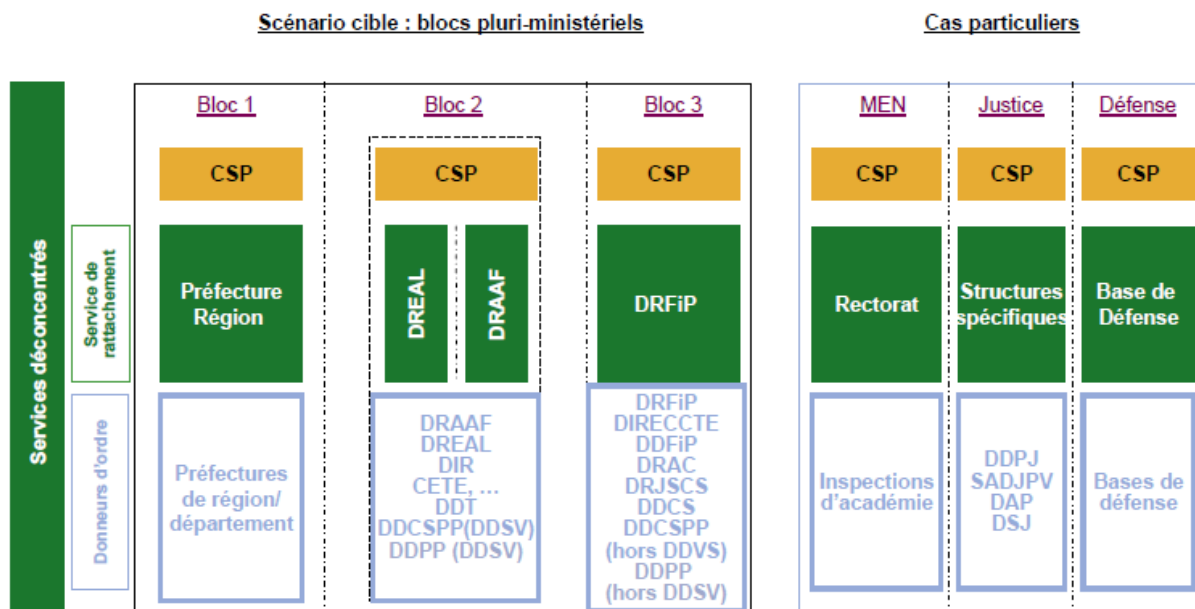 Scénario cible : blocs pluri-ministériels
Cas particuliers
Services déconcentrés
Service de
rattachement
Donneurs d'ordre
Bloc 1
CSP
Préfecture
Région
Préfectures
de région/
département
Bloc 2
CSP
DREAL
DRAAF
DRAAF
DREAL
DIR
CETE, ...
DDT
DDCSPP(DDSV)
DDPP (DDSV)
Bloc 3
CSP
DRFiP
DRFiP
DIRECCTE
DDFiP
DRAC
DRJSCS
DDCS
DDCSPP
(hors DDVS)
DDPP
(hors DDSV)
MEN
CSP
Rectorat
Inspections
d'académie
Justice
CSP
Structures
spécifiques
DDPJ
SADJPV
DAP
DSJ
Défense
CSP
Base de
Défense
Bases de
défense